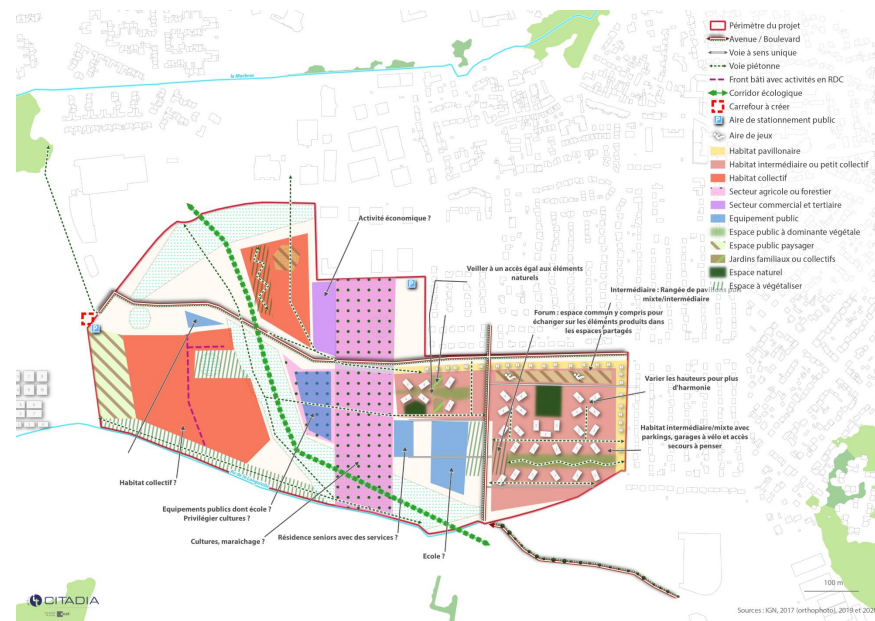 la Mochrue
Périmètre du projet
Avenue / Boulevard
Voie à sens unique
Voie piétonne
Front bâti avec activités en RDC
Corridor écologique
Carrefour à créer
P Aire de stationnement public
Aire de jeux
Habitat pavillonaire
Habitat intermédiaire ou petit collectif
Habitat collectif
Secteur agricole ou forestier
Secteur commercial et tertiaire
Equipement public
Espace public à dominante végétale
Espace public paysager
Jardins familiaux ou collectifs
Espace naturel
Espace à végétaliser
Activité économique ?
Veiller à un accès égal aux éléments
naturels
P
Intermédiaire : Rangée de pavillons puis
mixte/intermédiaire
Forum : espace commun y compris pour
échanger sur les éléments produits dans
les espaces partagés
P
Varier les hauteurs pour plus
d'harmonie
Habitat intermédiaire/mixte avec
parkings, garages à vélo et accès
secours à penser
Habitat collectif ?
Equipements publics dont école ?
Privilégier cultures ?
Cultures, maraîchage ?
Résidence seniors avec des services ?
Ecole ?
100 m
CITADIA
Sources : IGN, 2017 (orthophoto), 2019 et 2020